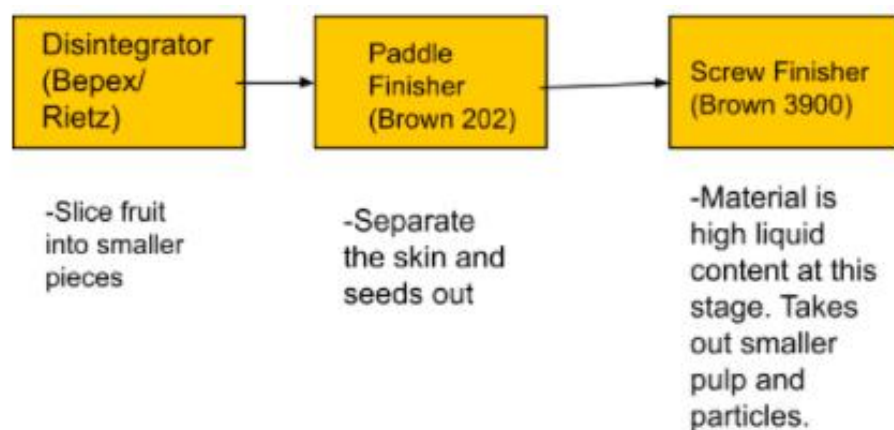 Disintegrator
(Bepex/
Rietz)
Paddle
Finisher
(Brown 202)
Screw Finisher
(Brown 3900)
-Slice fruit
into smaller
pieces
-Separate
the skin and
seeds out
-Material is
high liquid
content at this
stage. Takes
out smaller
pulp and
particles.